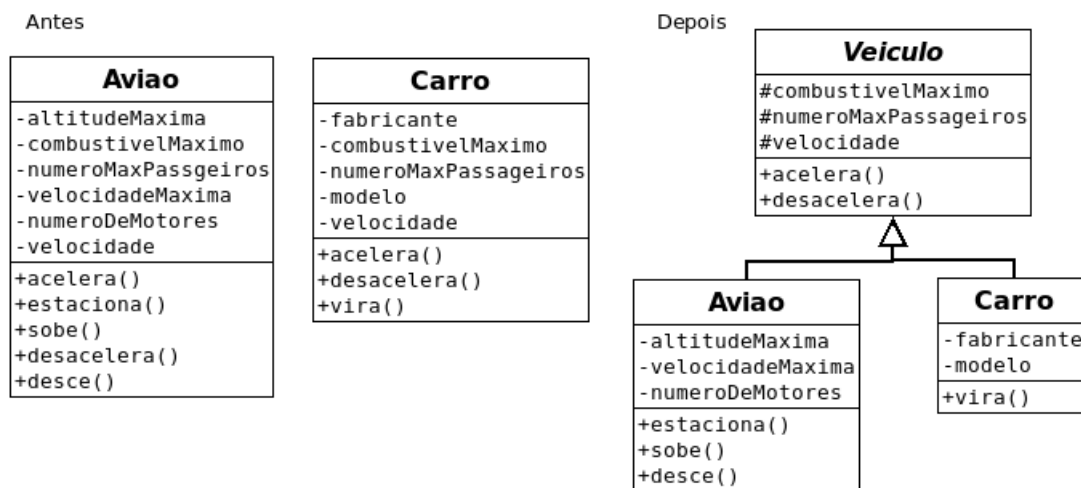 Antes
Aviao
-altitudeMaxima
-combustivelMaximo
-numeroMaxPassgeiros
-velocidadeMaxima
-numeroDeMotores
-velocidade
+acelera()
+estaciona()
+sobe()
+desacelera()
+desce()
Carro
-fabricante
-combustivelMaximo
-numeroMaxPassageiros
-modelo
-velocidade
+acelera()
+desacelera()
+vira()
Depois
Veiculo
#combustivelMaximo
#numeroMaxPassageiros
#velocidade
+acelera()
+desacelera()
Aviao
-altitudeMaxima
-velocidadeMaxima
-numeroDeMotores
+estaciona()
+sobe()
+desce()
Carro
-fabricante
-modelo
+vira()